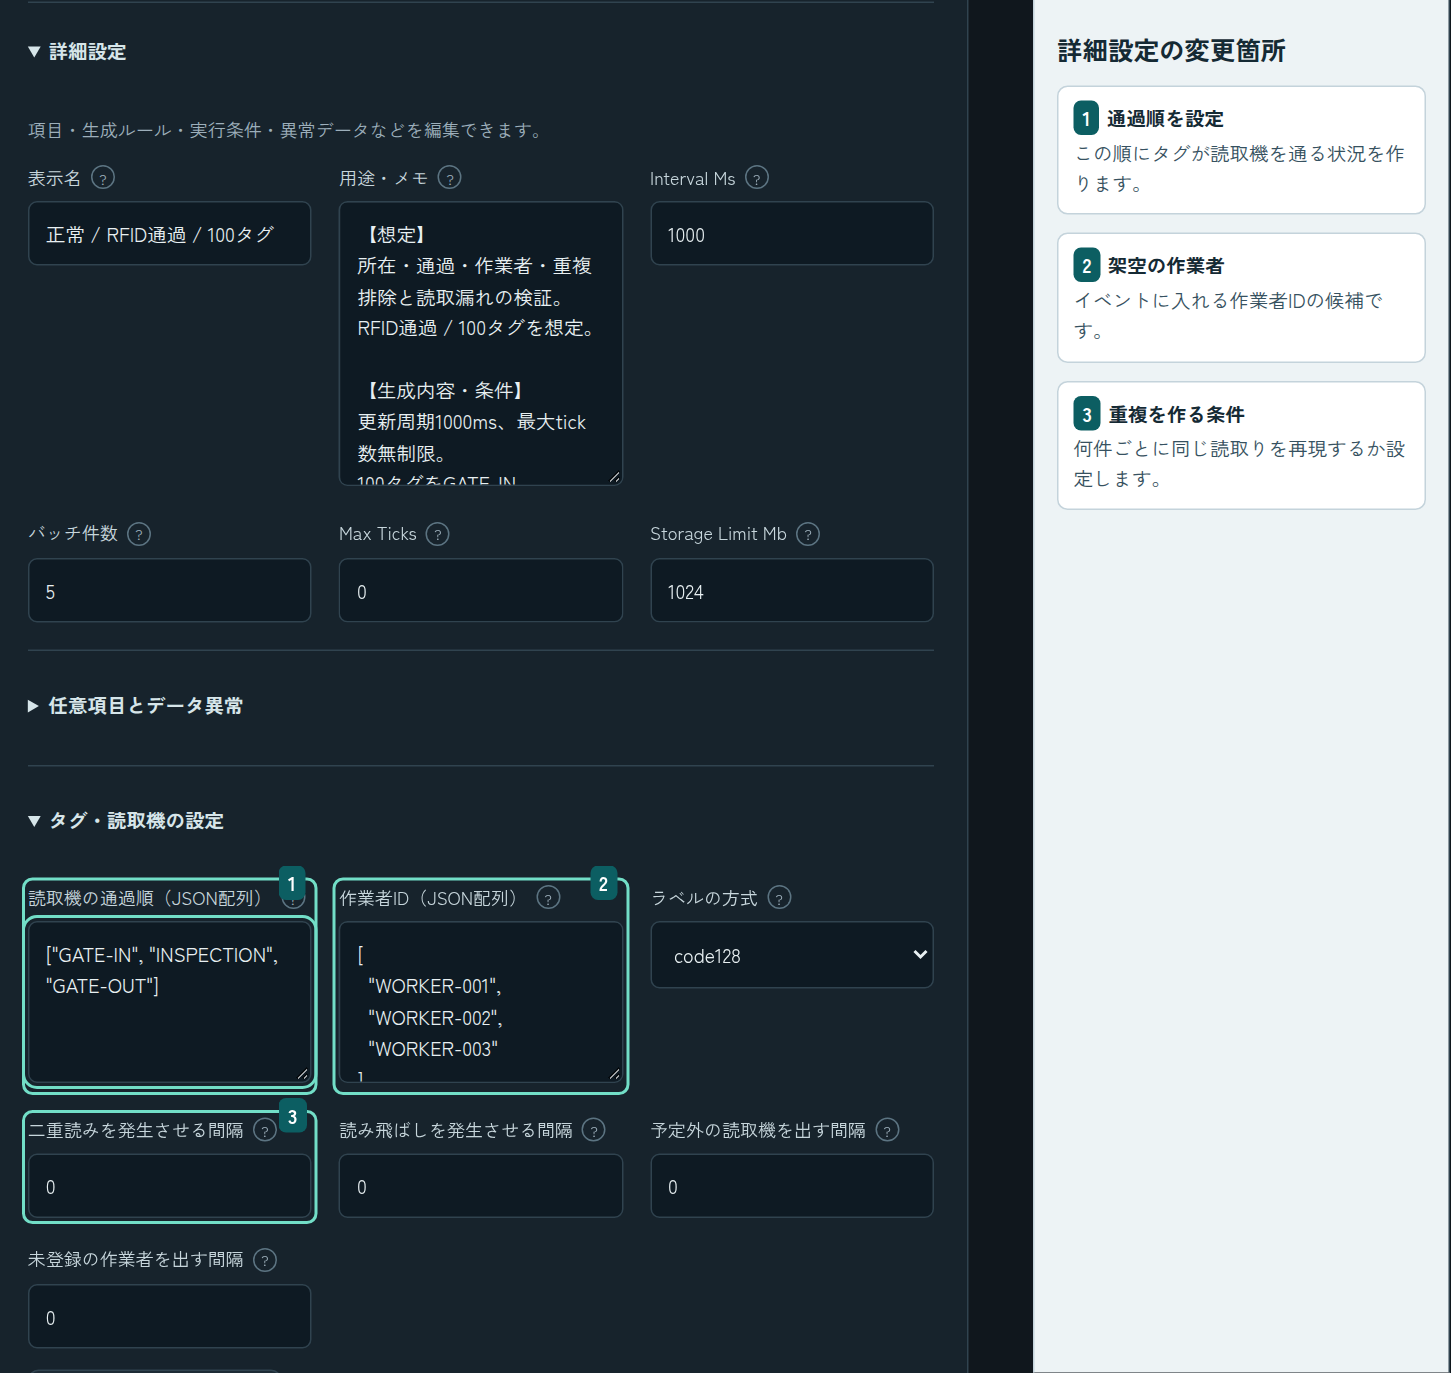 詳細設定
項目・生成ルール・実行条件・異常データなどを編集できます。
表示名 ?
正常 / RFID通過 / 100タグ
用途・メモ ?
【想定】
所在・通過・作業者・重複
排除と読取漏れの検証。
RFID通過 / 100タグを想定。
【生成内容・条件】
更新周期1000ms、最大tick
数無制限。
100タグをGATE-IN
Interval Ms ?
1000
バッチ件数 ?
5
Max Ticks ?
0
Storage Limit Mb ?
1024
任意項目とデータ異常
タグ・読取機の設定
読取機の通過順（JSON配列） ?
1
["GATE-IN", "INSPECTION",
"GATE-OUT"]
作業者ID（JSON配列） ?
2
[
"WORKER-001",
"WORKER-002",
"WORKER-003"
]
ラベルの方式 ?
code128
二重読みを発生させる間隔 ?
3
0
読み飛ばしを発生させる間隔 ?
0
予定外の読取機を出す間隔 ?
0
未登録の作業者を出す間隔 ?
0
詳細設定の変更箇所
1 通過順を設定
この順にタグが読取機を通る状況を作
ります。
2 架空の作業者
イベントに入れる作業者IDの候補で
す。
3 重複を作る条件
何件ごとに同じ読取りを再現するか設
定します。